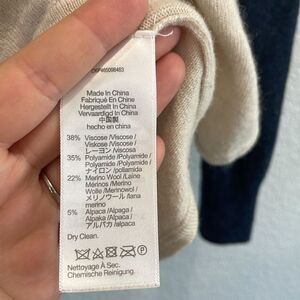 Made In China
Fabriqué En Chine
Hergestellt In China
Vervaardigd In China
中国製
hecho en china
38% Viscose / Viscose /
Viskose / Viscose /
レーヨン / viscosa
35% Polyamide / Polyamide /
Polyamide / Polyamide /
ナイロン / poliamida
22% Merino Wool / Laine
Mérinos / Merino
Wolle / Merinowol /
メリノウール / lana
merino
5% Alpaca / Alpaga /
Alpaka / Alpaca /
アルパカ / alpaca
Dry Clean.
Nettoyage À Sec.
Chemische Reinigung.